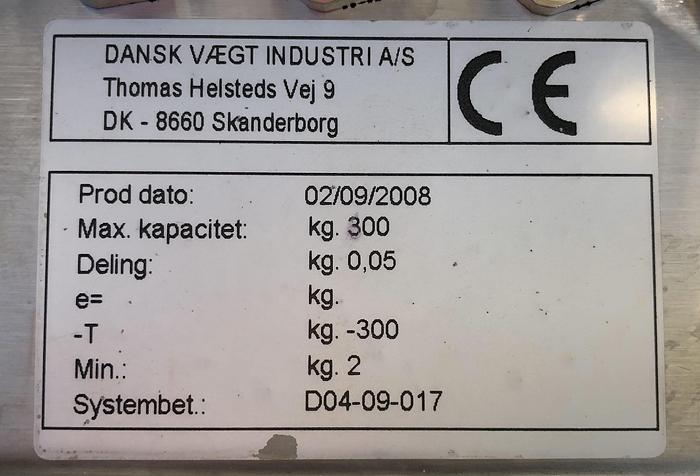 DANSK VÆGT INDUSTRI A/S
Thomas Helsteds Vej 9
DK - 8660 Skanderborg
CE
Prod dato: 02/09/2008
Max. kapacitet: kg. 300
Deling: kg. 0,05
e= kg.
-T kg. -300
Min.: kg. 2
Systembet.: D04-09-017